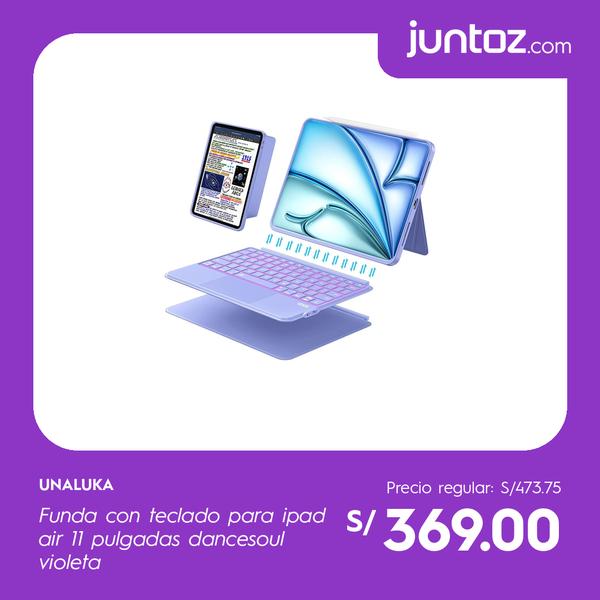 juntoz.com
UNALUKA
Funda con teclado para ipad
air 11 pulgadas dancesoul
violeta
Precio regular: S/473.75
S/ 369.00